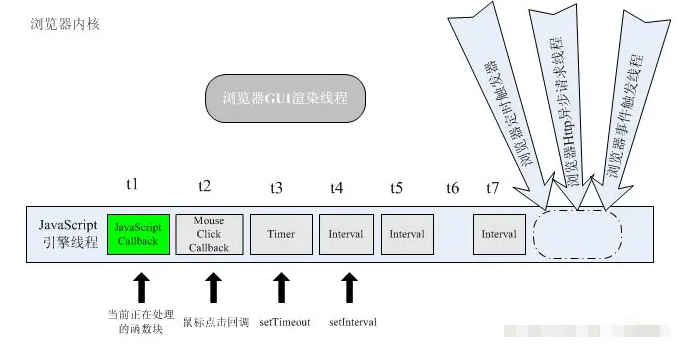 浏览器内核
浏览器GUI渲染线程
浏览器定时触发器
浏览器Http异步请求线程
浏览器事件触发线程
t1
t2
t3
t4
t5
t6
t7
JavaScript
引擎线程
JavaScript
Callback
Mouse
Click
Callback
Timer
Interval
Interval
Interval
当前正在处理
的函数块
鼠标点击回调
setTimeout
setInterval